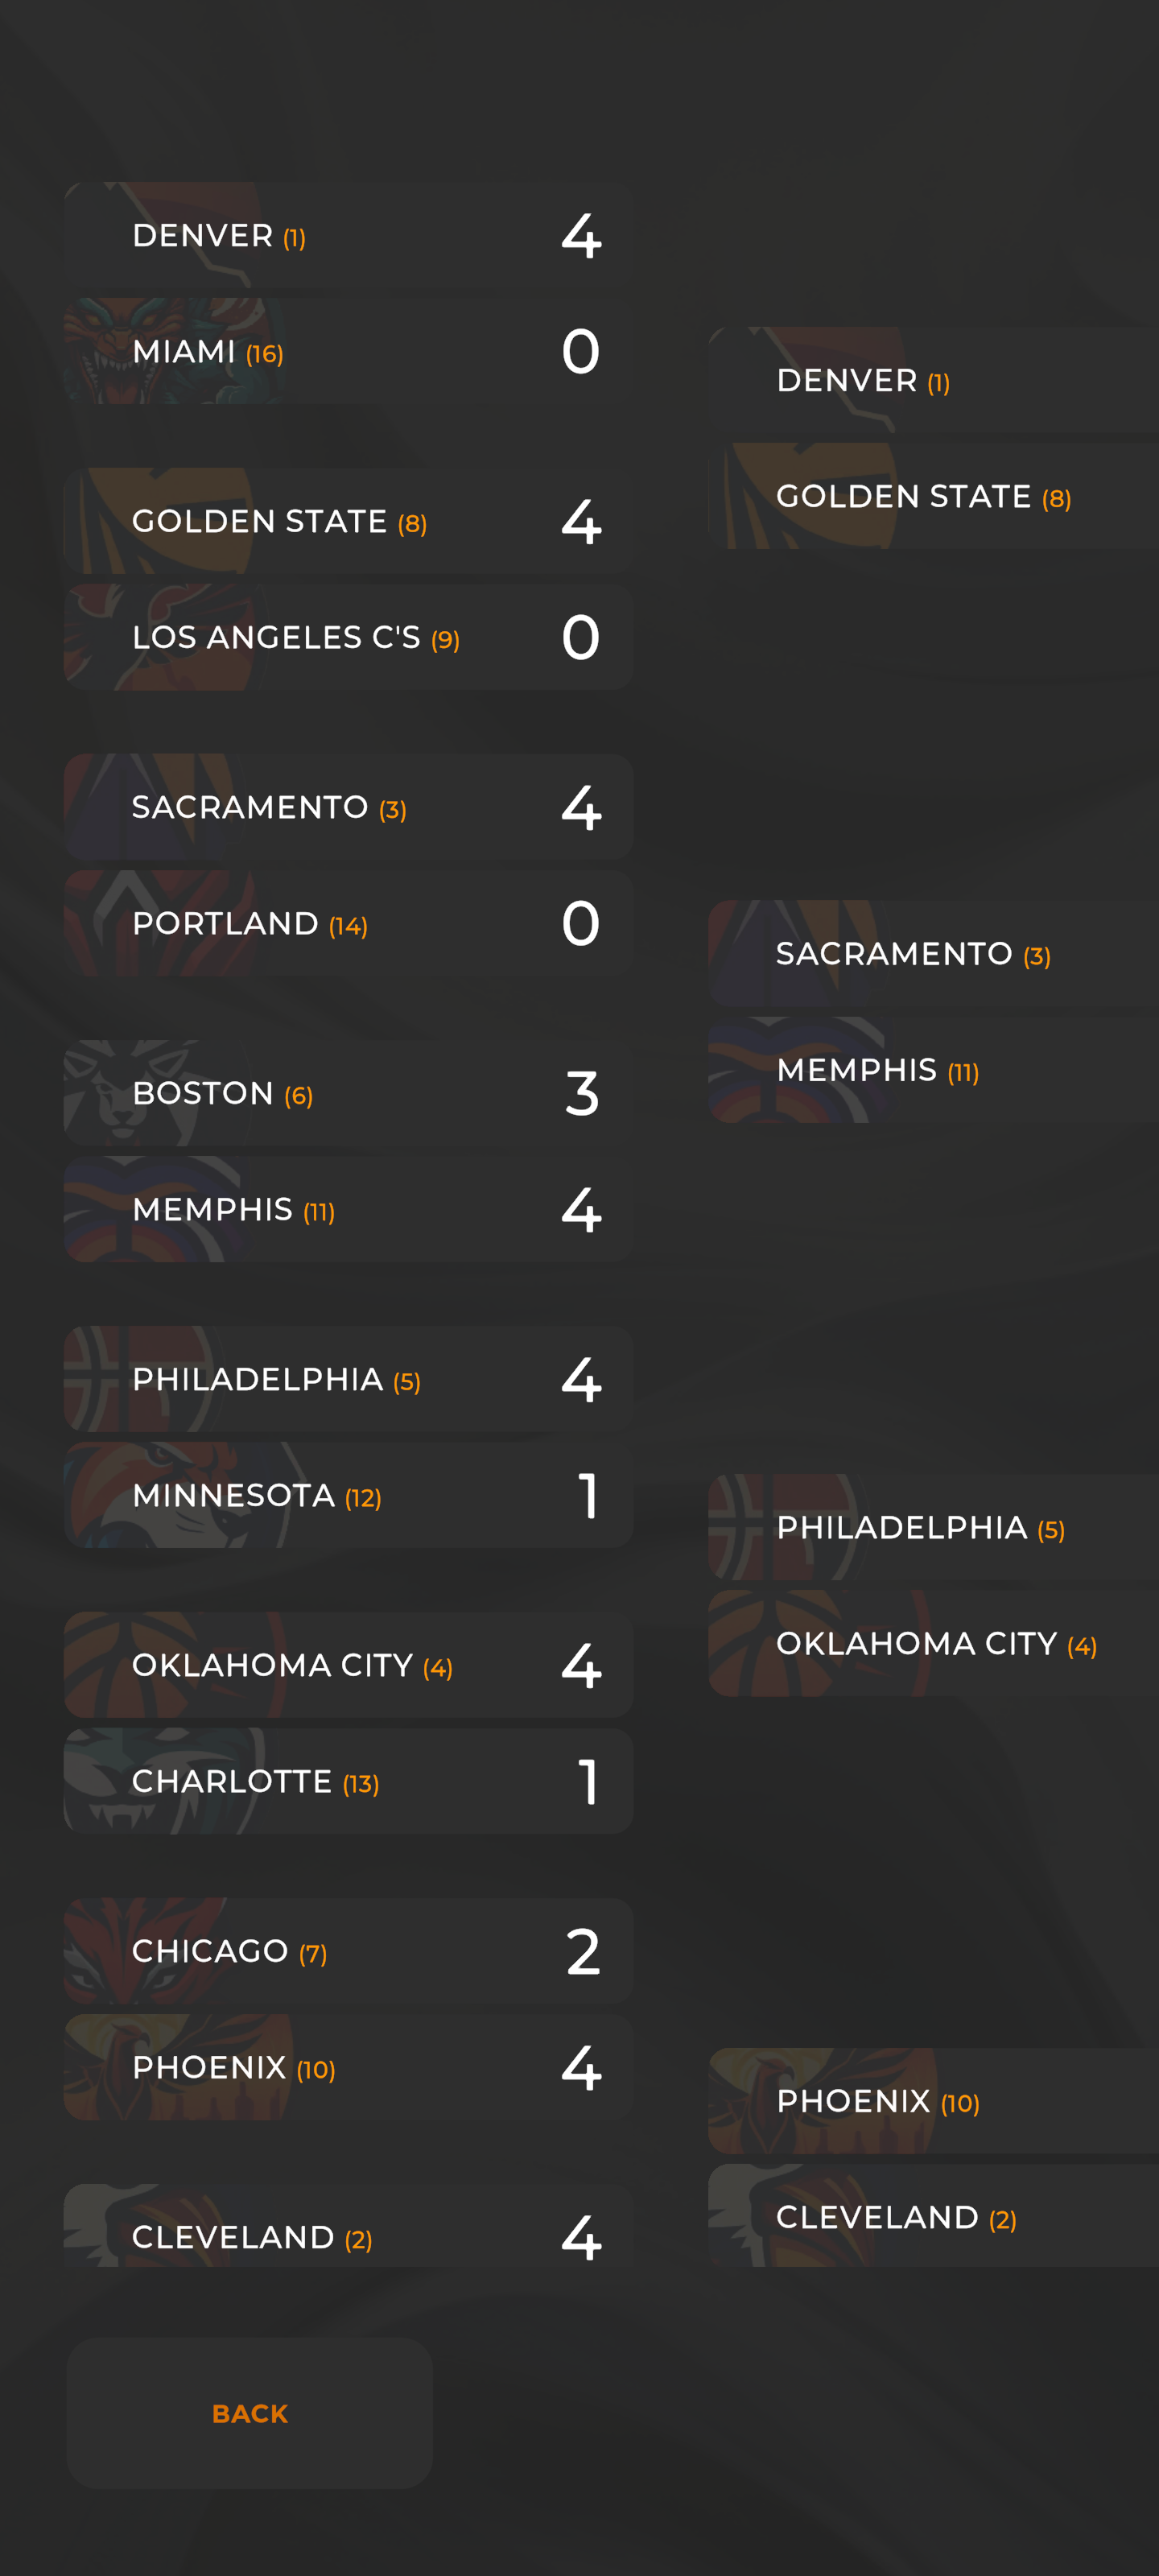 DENVER (1) 4
MIAMI (16) 0
GOLDEN STATE (8) 4
LOS ANGELES C'S (9) 0
SACRAMENTO (3) 4
PORTLAND (14) 0
BOSTON (6) 3
MEMPHIS (11) 4
PHILADELPHIA (5) 4
MINNESOTA (12) 1
OKLAHOMA CITY (4) 4
CHARLOTTE (13) 1
CHICAGO (7) 2
PHOENIX (10) 4
CLEVELAND (2) 4
DENVER (1)
GOLDEN STATE (8)
SACRAMENTO (3)
MEMPHIS (11)
PHILADELPHIA (5)
OKLAHOMA CITY (4)
PHOENIX (10)
CLEVELAND (2)
BACK